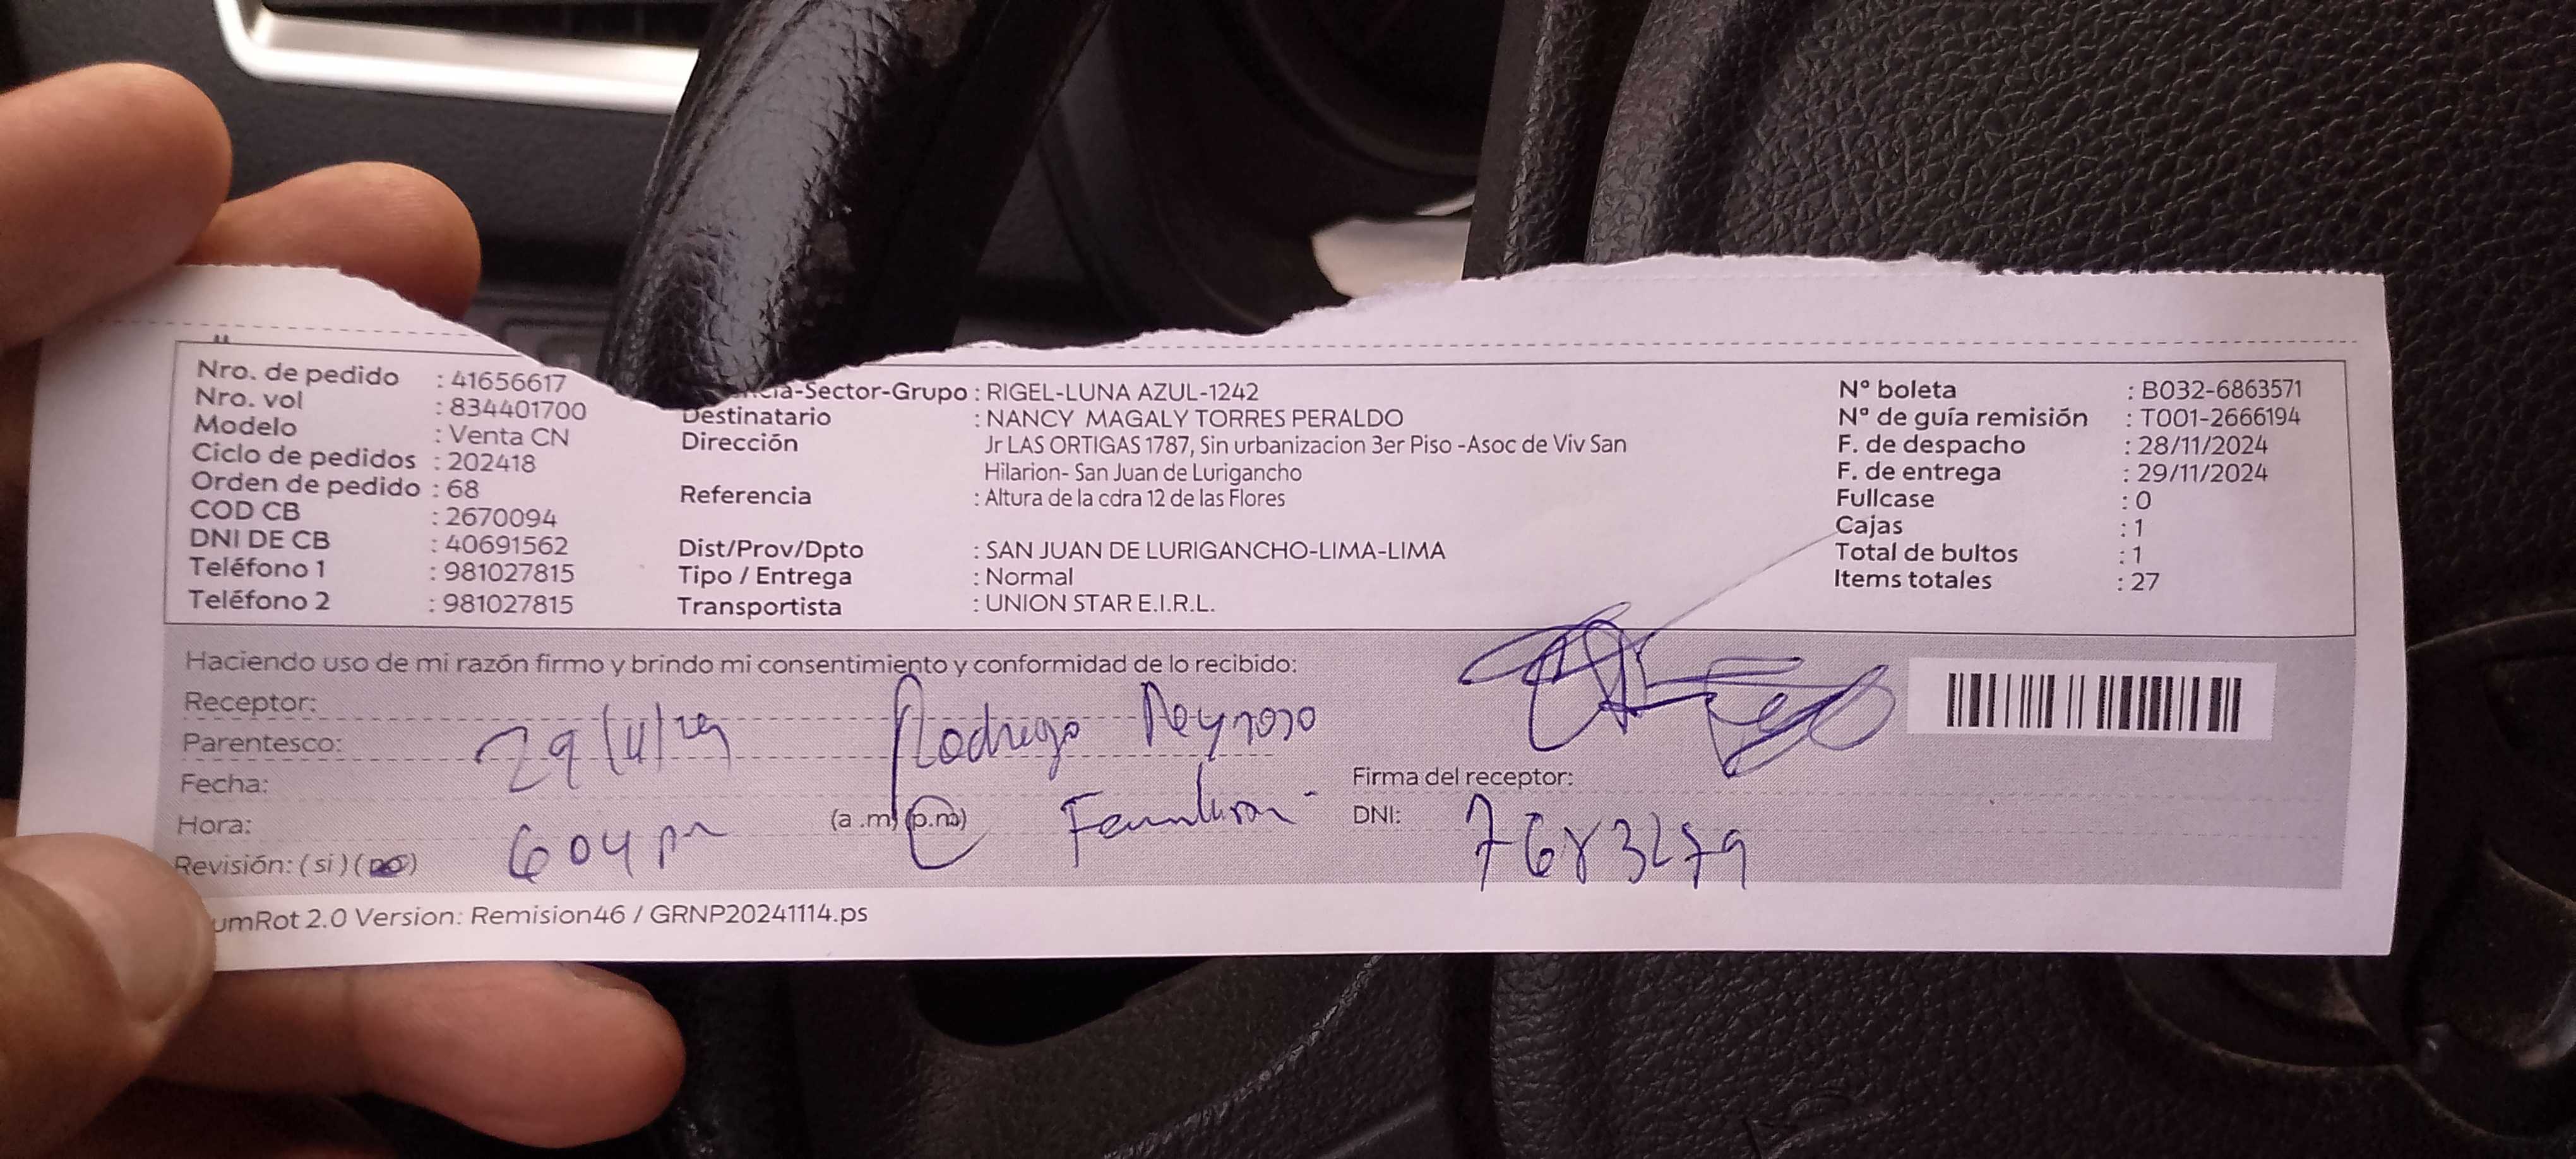 Nro. de pedido : 41656617
Nro. vol : 834401700
Modelo : Venta CN
Ciclo de pedidos : 202418
Orden de pedido : 68
COD CB : 2670094
DNI DE CB : 40691562
Teléfono 1 : 981027815
Teléfono 2 : 981027815
cia-Sector-Grupo : RIGEL-LUNA AZUL-1242
Destinatario : NANCY MAGALY TORRES PERALDO
Dirección Jr LAS ORTIGAS 1787, Sin urbanizacion 3er Piso -Asoc de Viv San
Hilarion- San Juan de Lurigancho
Referencia : Altura de la cdra 12 de las Flores
Dist/Prov/Dpto : SAN JUAN DE LURIGANCHO-LIMA-LIMA
Tipo / Entrega : Normal
Transportista : UNION STAR E.I.R.L.
Nº boleta : B032-6863571
Nº de guía remisión : T001-2666194
F. de despacho : 28/11/2024
F. de entrega : 29/11/2024
Fullcase : 0
Cajas : 1
Total de bultos : 1
Items totales : 27
Haciendo uso de mi razón firmo y brindo mi consentimiento y conformidad de lo recibido:
Receptor: Rodrigo Reynoso
Parentesco:
Fecha:
Hora: 604 pm (a .m) (p.m)
Revisión: ( si ) ( no )
Firma del receptor:
DNI:
umRot 2.0 Version: Remision46 / GRNP20241114.ps